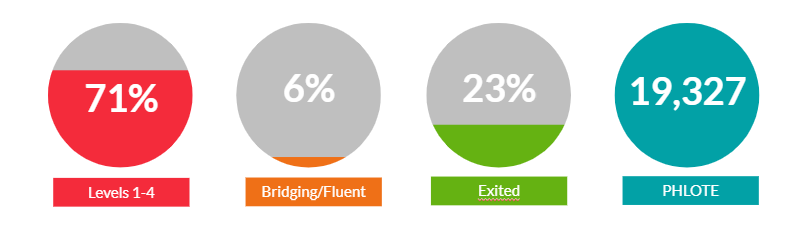 71%
6%
23%
19,327
Levels 1-4
Bridging/Fluent
Exited
PHLOTE